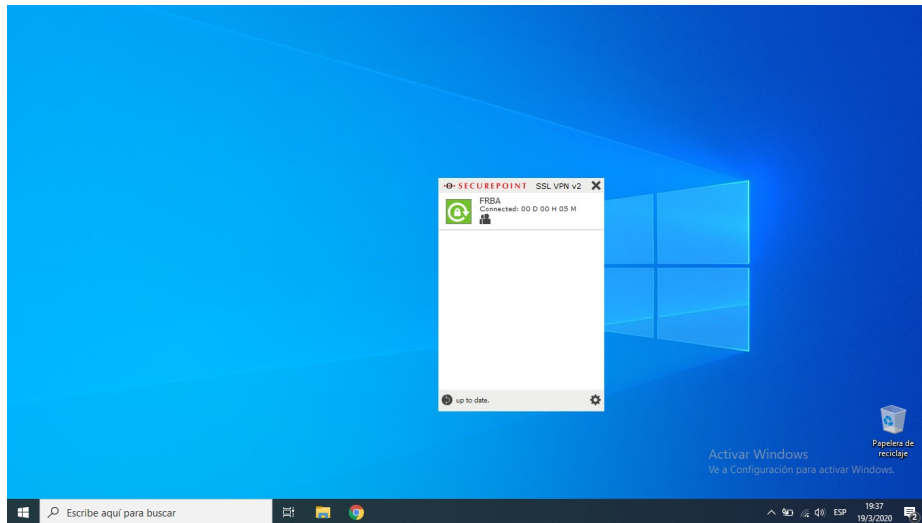 SECUREPOINT SSL VPN v2
FRBA
Connected: 00 D 00 H 05 M
up to date.
Papelera de
reciclaje
Activar Windows
Ve a Configuración para activar Windows.
Escribe aquí para buscar
ESP
19:37
19/3/2020
2